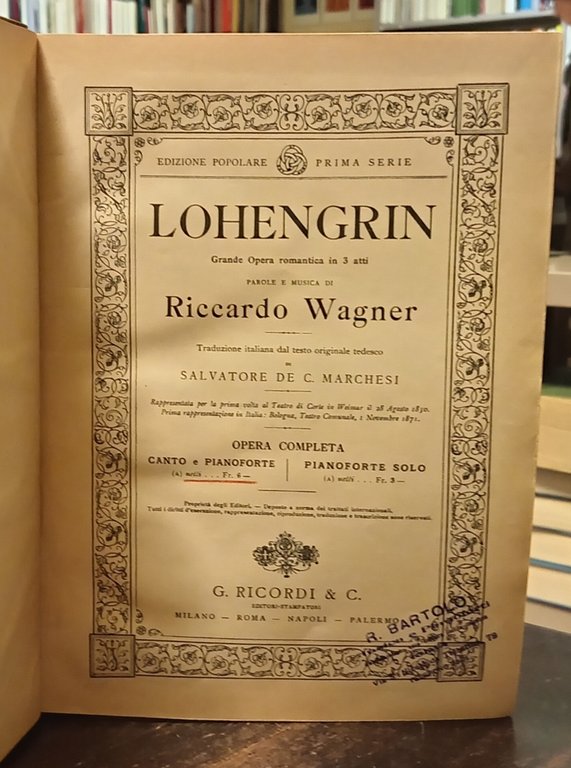 EDIZIONE POPOLARE PRIMA SERIE
LOHENGRIN
Grande Opera romantica in 3 atti
PAROLE E MUSICA DI
Riccardo Wagner
Traduzione italiana dal testo originale tedesco
DI
SALVATORE DE C. MARCHESI
Rappresentata per la prima volta al Teatro di Corte in Weimar il 28 Agosto 1850.
Prima rappresentazione in Italia: Bologna, Teatro Comunale, 1 Novembre 1871.
OPERA COMPLETA
CANTO e PIANOFORTE | PIANOFORTE SOLO
(A) netti . . . Fr. 6 — (A) netti . . . Fr. 3 —
Proprietà degli Editori. — Deposto a norma dei trattati internazionali.
Tutti i diritti d'esecuzione, rappresentazione, riproduzione, traduzione e trascrizione sono riservati.
G. RICORDI & C.
EDITORI-STAMPATORI
MILANO — ROMA — NAPOLI — PALERMO
R. BARTOLO